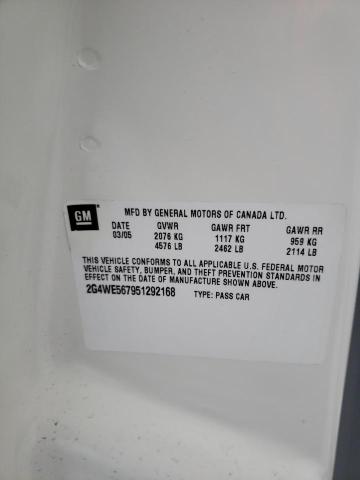 GM
MFD BY GENERAL MOTORS OF CANADA LTD.
DATE GVWR GAWR FRT GAWR RR
03/05 2076 KG 1117 KG 959 KG
4576 LB 2462 LB 2114 LB
THIS VEHICLE CONFORMS TO ALL APPLICABLE U.S. FEDERAL MOTOR
VEHICLE SAFETY, BUMPER, AND THEFT PREVENTION STANDARDS IN
EFFECT ON THE DATE OF MANUFACTURE SHOWN ABOVE.
2G4WE567951292168 TYPE: PASS CAR